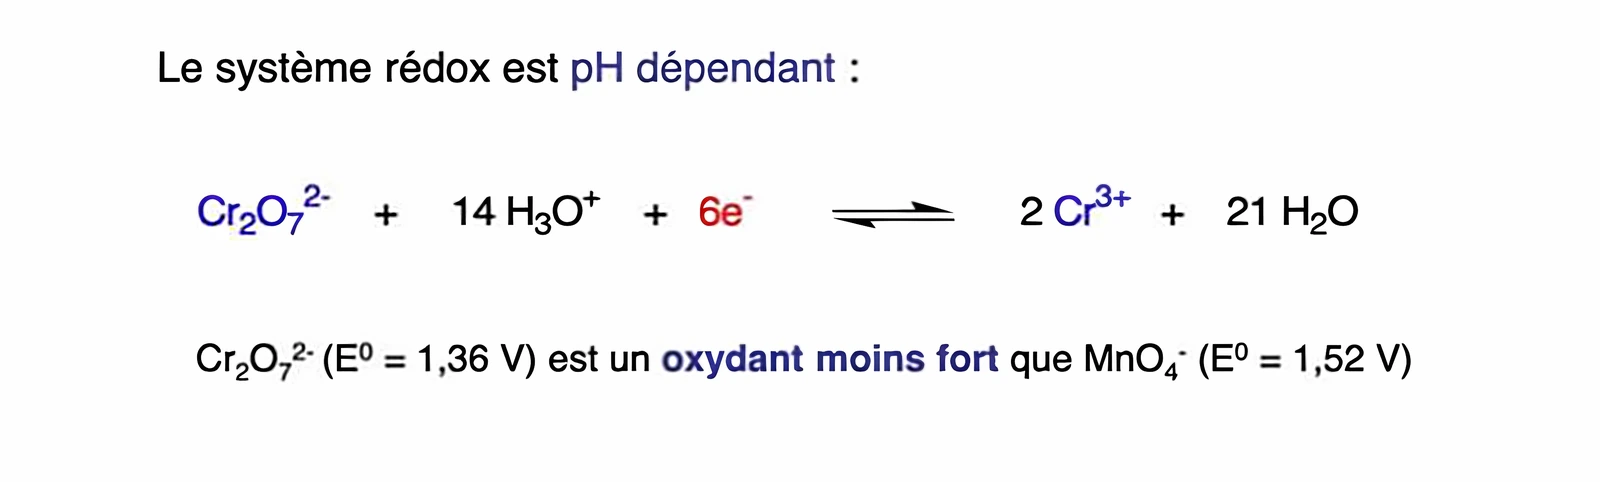 Le système rédox est pH dépendant :
Cr₂O₇²⁻ + 14 H₃O⁺ + 6e⁻ ⇌ 2 Cr³⁺ + 21 H₂O
Cr₂O₇²⁻ (E⁰ = 1,36 V) est un oxydant moins fort que MnO₄⁻ (E⁰ = 1,52 V)